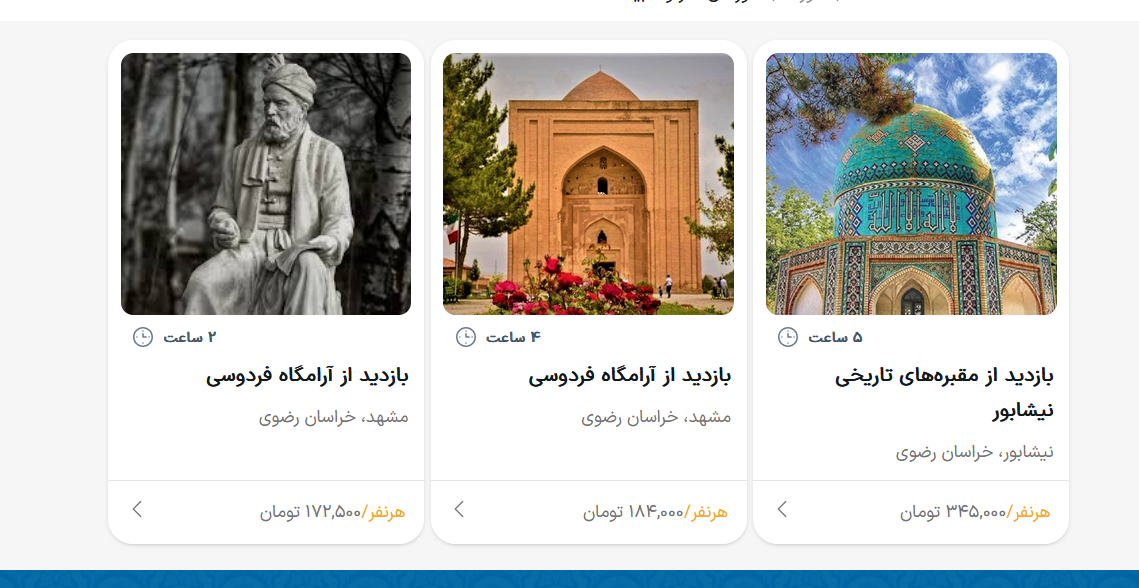 ۵ ساعت
بازدید از مقبره‌های تاریخی
نیشابور
نیشابور، خراسان رضوی
هرنفر/۳۴۵,۰۰۰ تومان
۴ ساعت
بازدید از آرامگاه فردوسی
مشهد، خراسان رضوی
هرنفر/۱۸۴,۰۰۰ تومان
۲ ساعت
بازدید از آرامگاه فردوسی
مشهد، خراسان رضوی
هرنفر/۱۷۲,۵۰۰ تومان